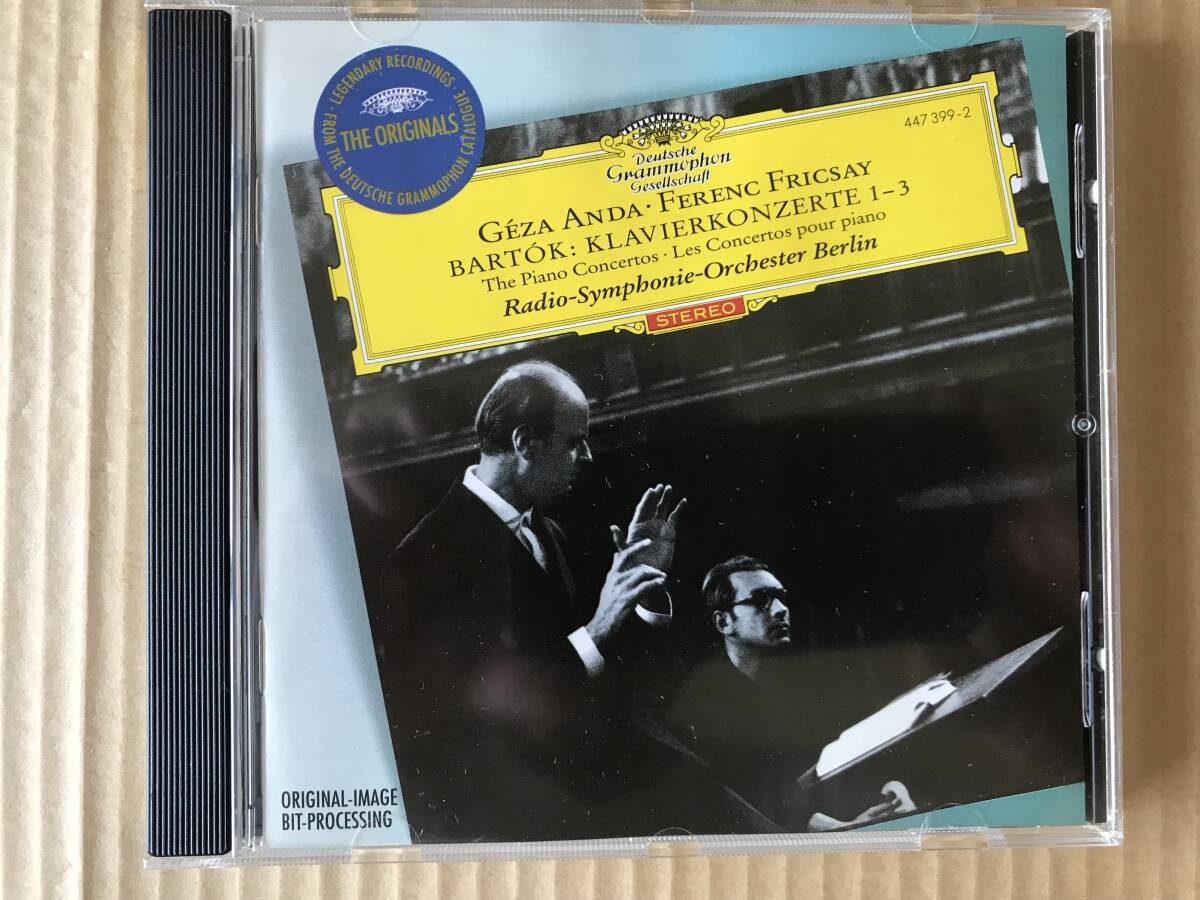 LEGENDARY RECORDINGS ·
THE ORIGINALS
· FROM THE DEUTSCHE GRAMMOPHON CATALOGUE ·
447 399-2
Deutsche
Grammophon
Gesellschaft
GÉZA ANDA · FERENC FRICSAY
BARTÓK: KLAVIERKONZERTE 1–3
The Piano Concertos · Les Concertos pour piano
Radio-Symphonie-Orchester Berlin
STEREO
ORIGINAL-IMAGE
BIT-PROCESSING